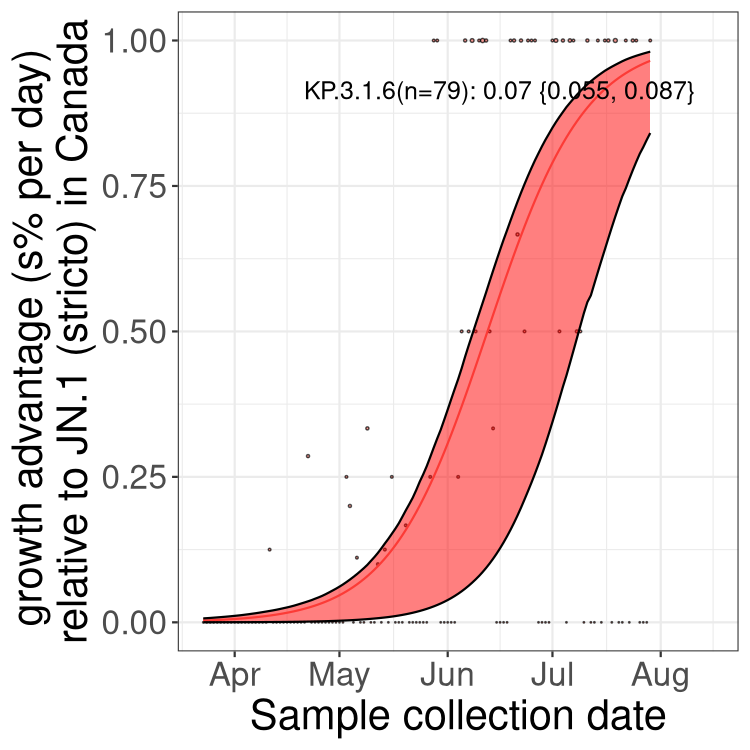 growth advantage (s% per day)
relative to JN.1 (stricto) in Canada
1.00
0.75
0.50
0.25
0.00
KP.3.1.6(n=79): 0.07 {0.055, 0.087}
Apr May Jun Jul Aug
Sample collection date